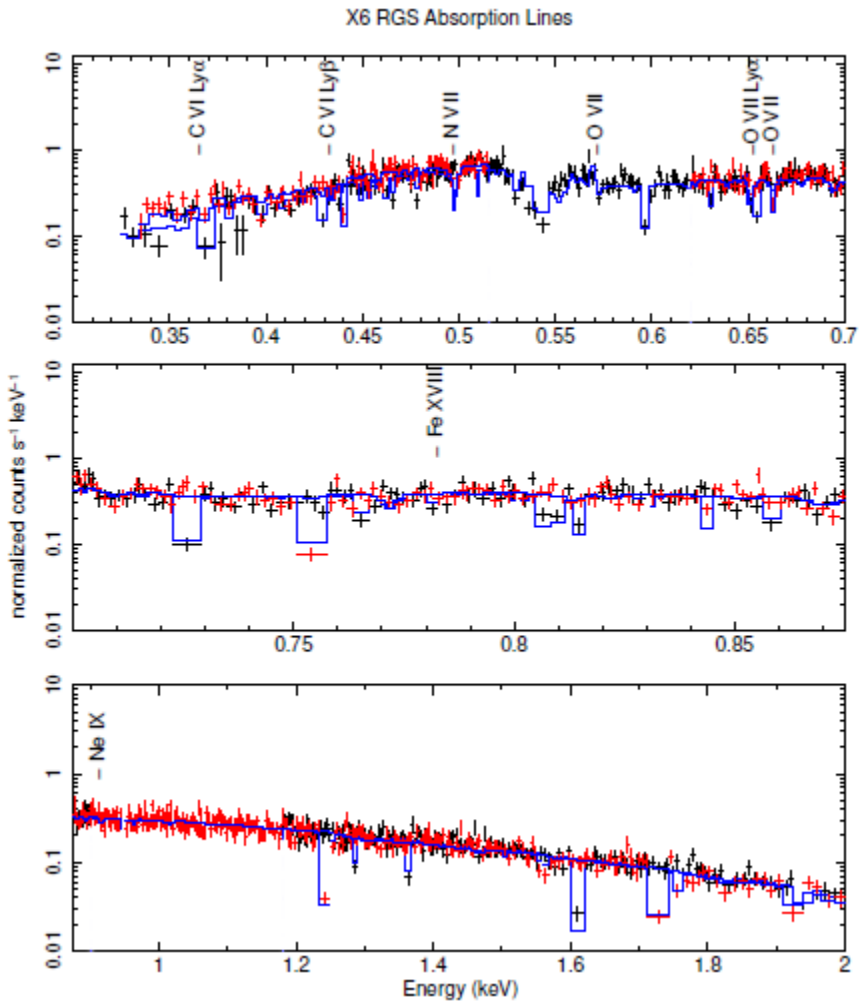 X6 RGS Absorption Lines
10
1
0.1
0.01
– C VI Lyα
– C VI Lyβ
– N VII
– O VII
–O VII Lyα
–O VII
0.35
0.4
0.45
0.5
0.55
0.6
0.65
0.7
normalized counts s⁻¹ keV⁻¹
10
1
0.1
0.01
– Fe XVIII
0.75
0.8
0.85
10
1
0.1
0.01
– Ne IX
1
1.2
1.4
1.6
1.8
2
Energy (keV)